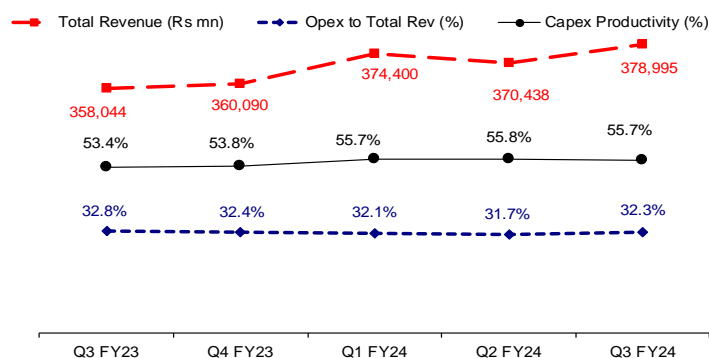 Total Revenue (Rs mn) Opex to Total Rev (%) Capex Productivity (%)
358,044 360,090 374,400 370,438 378,995
53.4% 53.8% 55.7% 55.8% 55.7%
32.8% 32.4% 32.1% 31.7% 32.3%
Q3 FY23 Q4 FY23 Q1 FY24 Q2 FY24 Q3 FY24